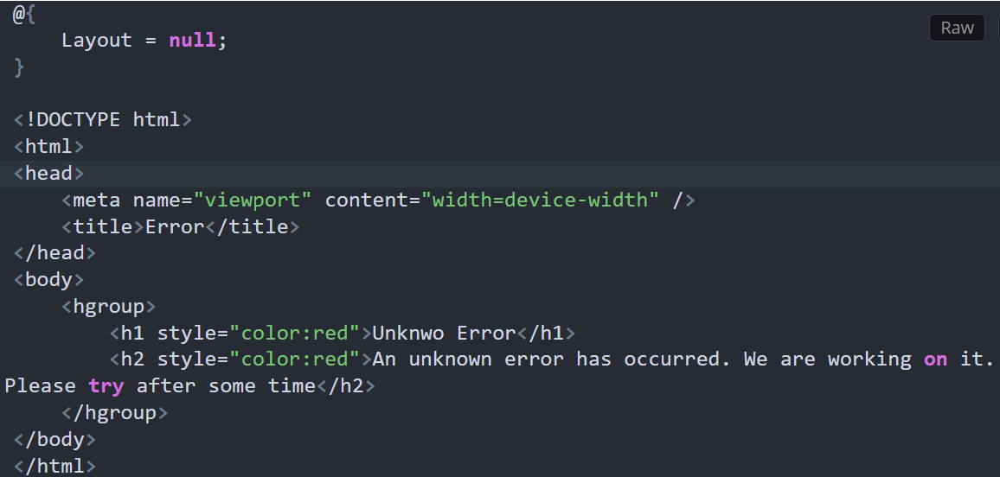 @{
    Layout = null;
}
Raw
<!DOCTYPE html>
<html>
<head>
    <meta name="viewport" content="width=device-width" />
    <title>Error</title>
</head>
<body>
    <hgroup>
        <h1 style="color:red">Unknwo Error</h1>
        <h2 style="color:red">An unknown error has occurred. We are working on it.
Please try after some time</h2>
    </hgroup>
</body>
</html>